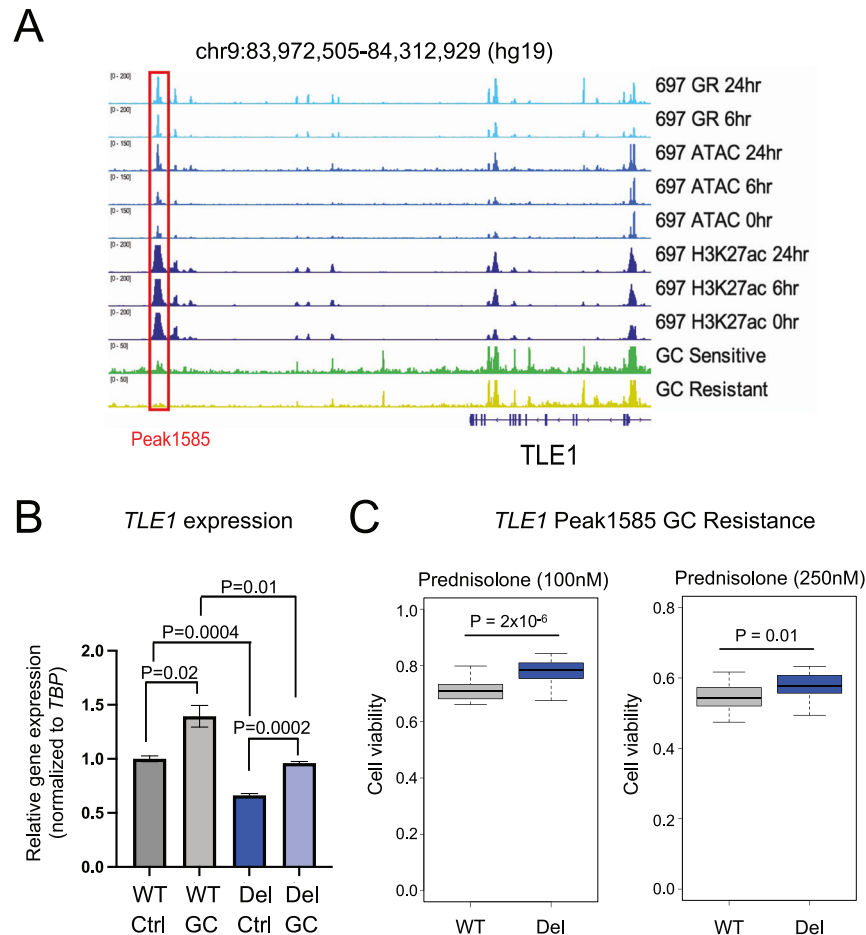 A
chr9:83,972,505-84,312,929 (hg19)
[0 - 200]
697 GR 24hr
[0 - 200]
697 GR 6hr
[0 - 150]
697 ATAC 24hr
[0 - 150]
697 ATAC 6hr
[0 - 150]
697 ATAC 0hr
[0 - 200]
697 H3K27ac 24hr
[0 - 200]
697 H3K27ac 6hr
[0 - 200]
697 H3K27ac 0hr
[0 - 50]
GC Sensitive
[0 - 50]
GC Resistant
Peak1585
TLE1
B
TLE1 expression
Relative gene expression
(normalized to TBP)
2.0
1.5
1.0
0.5
0.0
P=0.01
P=0.0004
P=0.02
P=0.0002
WT
Ctrl
WT
GC
Del
Ctrl
Del
GC
C
TLE1 Peak1585 GC Resistance
Prednisolone (100nM)
Cell viability
1.0
0.8
0.6
0.4
0.2
0.0
P = 2x10⁻⁶
WT
Del
Prednisolone (250nM)
Cell viability
0.8
0.6
0.4
0.2
0.0
P = 0.01
WT
Del